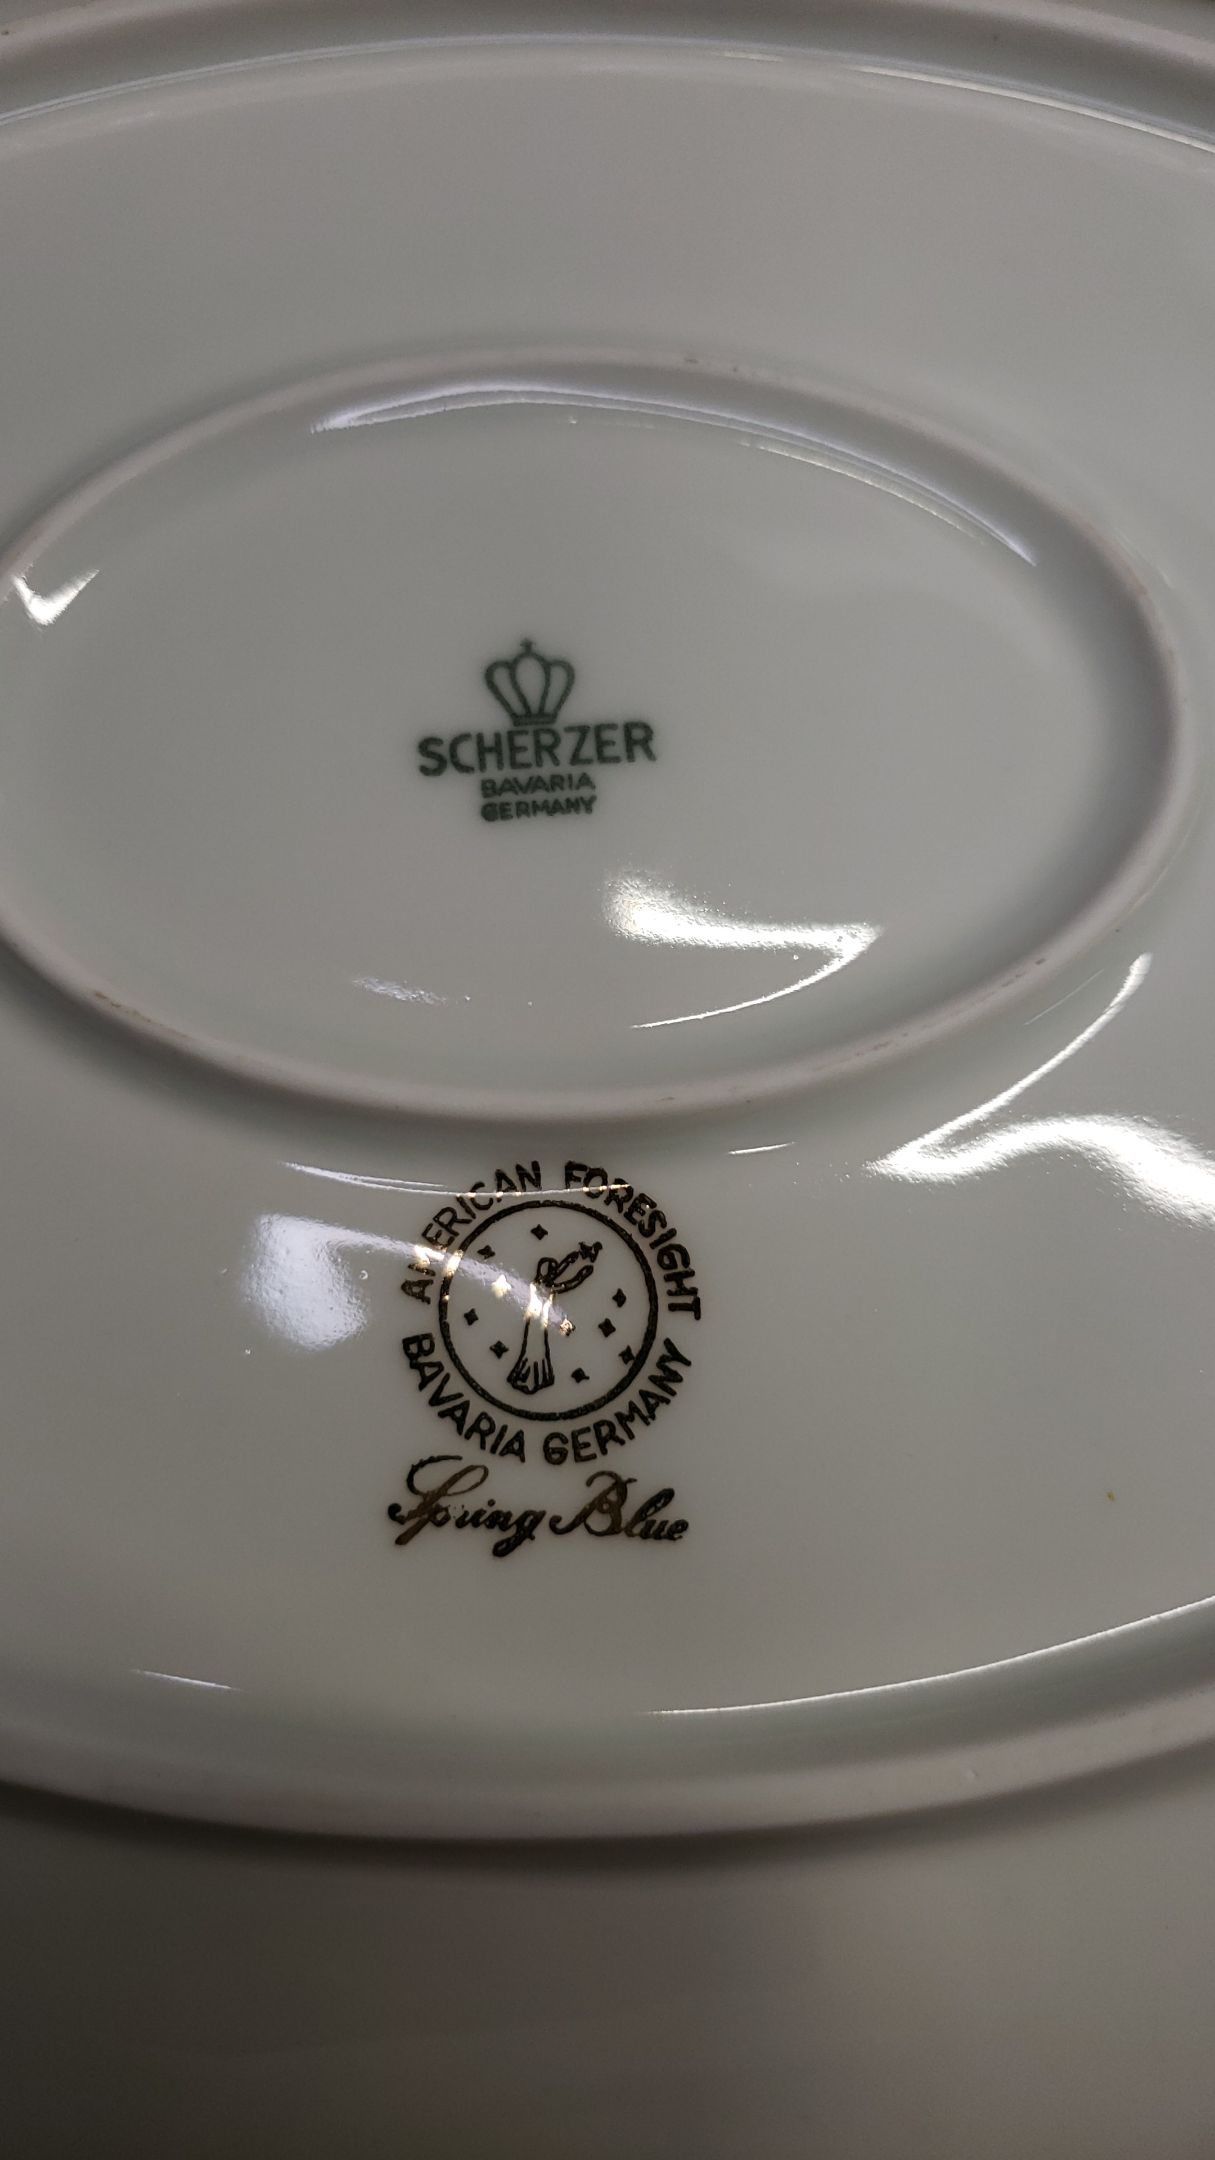 SCHERZER
BAVARIA
GERMANY
AMERICAN FORESIGHT
BAVARIA GERMANY
Spring Blue